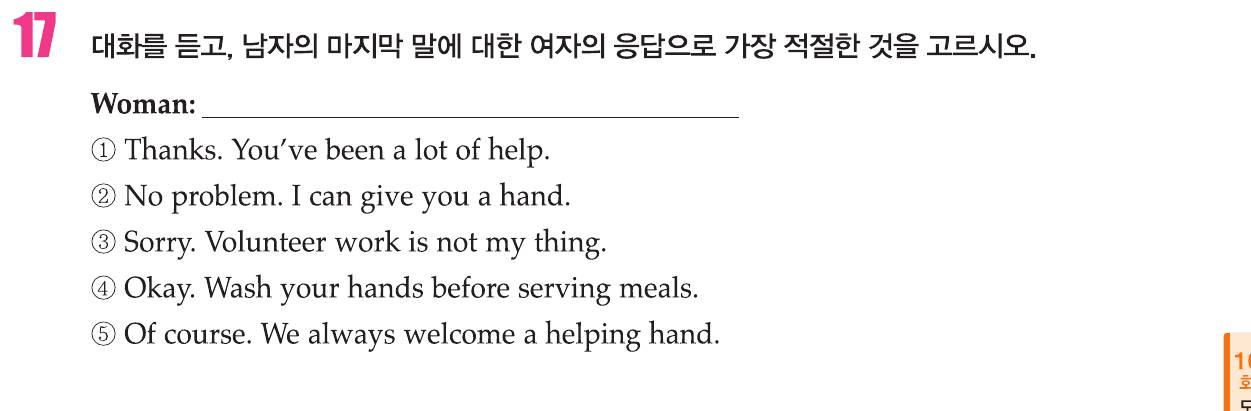 17 대화를 듣고, 남자의 마지막 말에 대한 여자의 응답으로 가장 적절한 것을 고르시오.
Woman:
① Thanks. You've been a lot of help.
② No problem. I can give you a hand.
③ Sorry. Volunteer work is not my thing.
④ Okay. Wash your hands before serving meals.
⑤ Of course. We always welcome a helping hand.